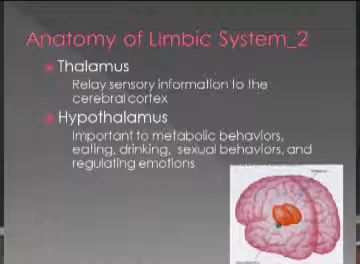 Anatomy of Limbic System_2
Thalamus
Relay sensory information to the
cerebral cortex
Hypothalamus
Important to metabolic behaviors,
eating, drinking, sexual behaviors, and
regulating emotions